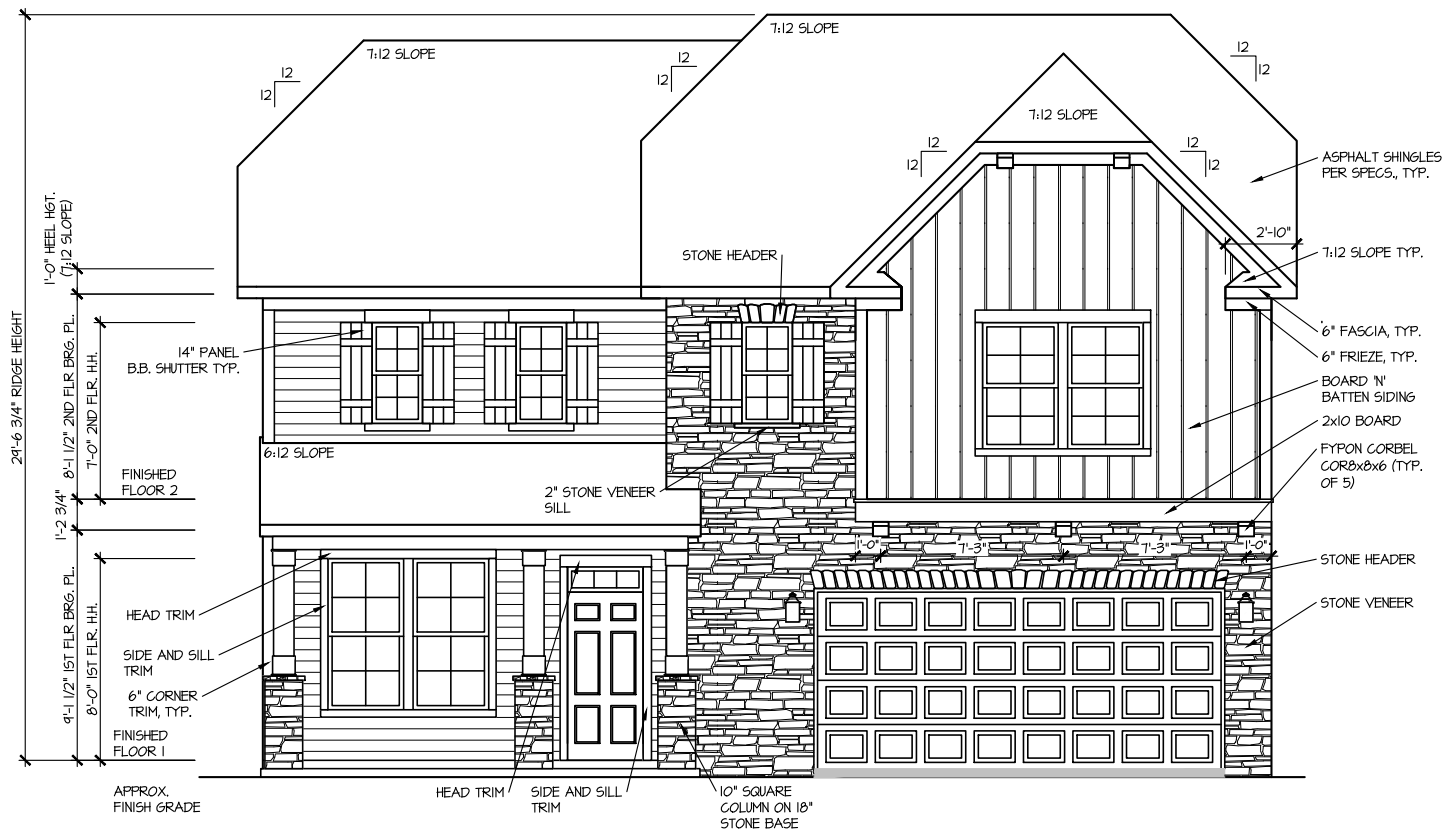 7:12 SLOPE
7:12 SLOPE
12
12
12
12
12
12
7:12 SLOPE
12
12
12
12
ASPHALT SHINGLES
PER SPECS., TYP.
2'-10"
7:12 SLOPE TYP.
STONE HEADER
1'-0" HEEL HGT.
(7:12 SLOPE)
29'-6 3/4" RIDGE HEIGHT
8'-1 1/2" 2ND FLR BRG. PL.
7'-0" 2ND FLR. H.H.
14" PANEL
B.B. SHUTTER TYP.
6" FASCIA, TYP.
6" FRIEZE, TYP.
BOARD 'N'
BATTEN SIDING
2x10 BOARD
FYPON CORBEL
COR8x8x6 (TYP.
OF 5)
6:12 SLOPE
FINISHED
FLOOR 2
2" STONE VENEER
SILL
1'-2 3/4"
1'-0"
7'-3"
7'-3"
1'-0"
STONE HEADER
STONE VENEER
9'-1 1/2" 1ST FLR BRG. PL.
8'-0" 1ST FLR. H.H.
HEAD TRIM
SIDE AND SILL
TRIM
6" CORNER
TRIM, TYP.
FINISHED
FLOOR 1
APPROX.
FINISH GRADE
HEAD TRIM
SIDE AND SILL
TRIM
10" SQUARE
COLUMN ON 18"
STONE BASE